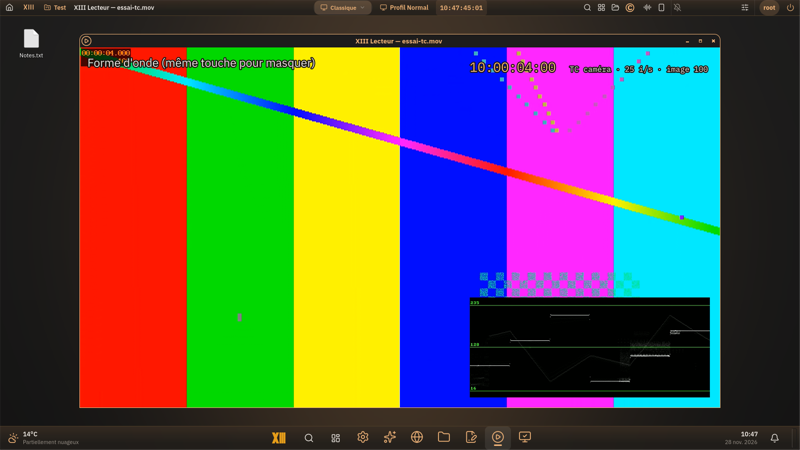 XIII
Test
XIII Lecteur — essai-tc.mov
Classique
Profil Normal
10:47:45:01
root
Notes.txt
XIII Lecteur — essai-tc.mov
00:00:04.000
Forme d'onde (même touche pour masquer)
10:00:04:00
TC caméra · 25 i/s · image 100
235
128
16
14°C
Partiellement nuageux
XIII
10:47
28 nov. 2026